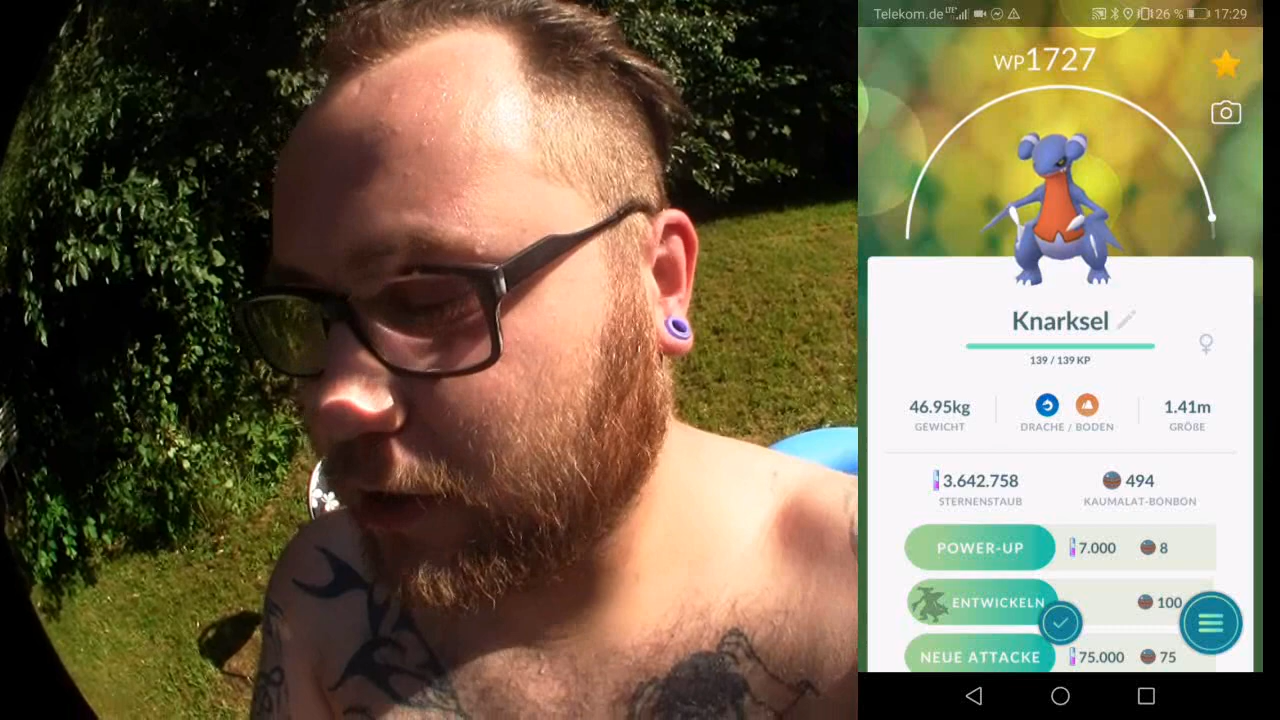 Telekom.de LTE 26 % 17:29
WP1727
Knarksel
139 / 139 KP
46.95kg 1.41m
GEWICHT DRACHE / BODEN GRÖßE
3.642.758 494
STERNENSTAUB KAUMALAT-BONBON
POWER-UP 7.000 8
ENTWICKELN 100
NEUE ATTACKE 75.000 75